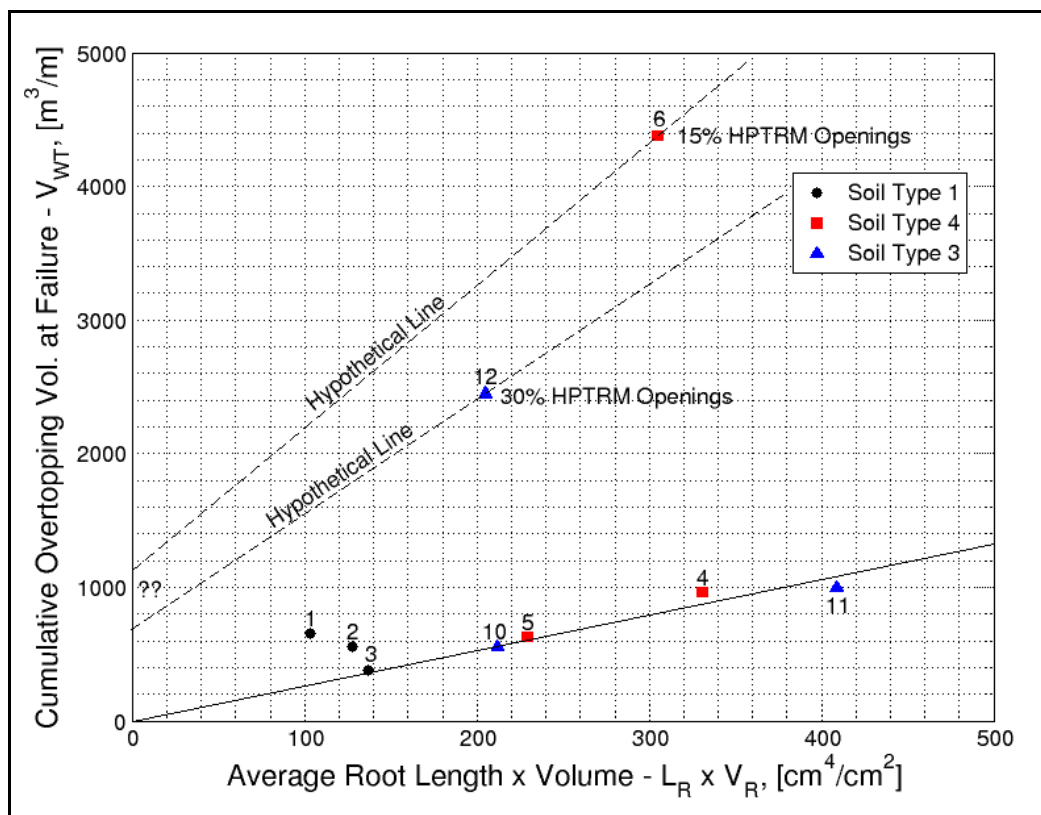 Cumulative Overtopping Vol. at Failure - V_WT, [m³/m]
5000
4000
3000
2000
1000
0
6
15% HPTRM Openings
Soil Type 1
Soil Type 4
Soil Type 3
Hypothetical Line
12
30% HPTRM Openings
Hypothetical Line
??
1
2
3
10
5
4
11
0
100
200
300
400
500
Average Root Length x Volume - L_R x V_R, [cm⁴/cm²]